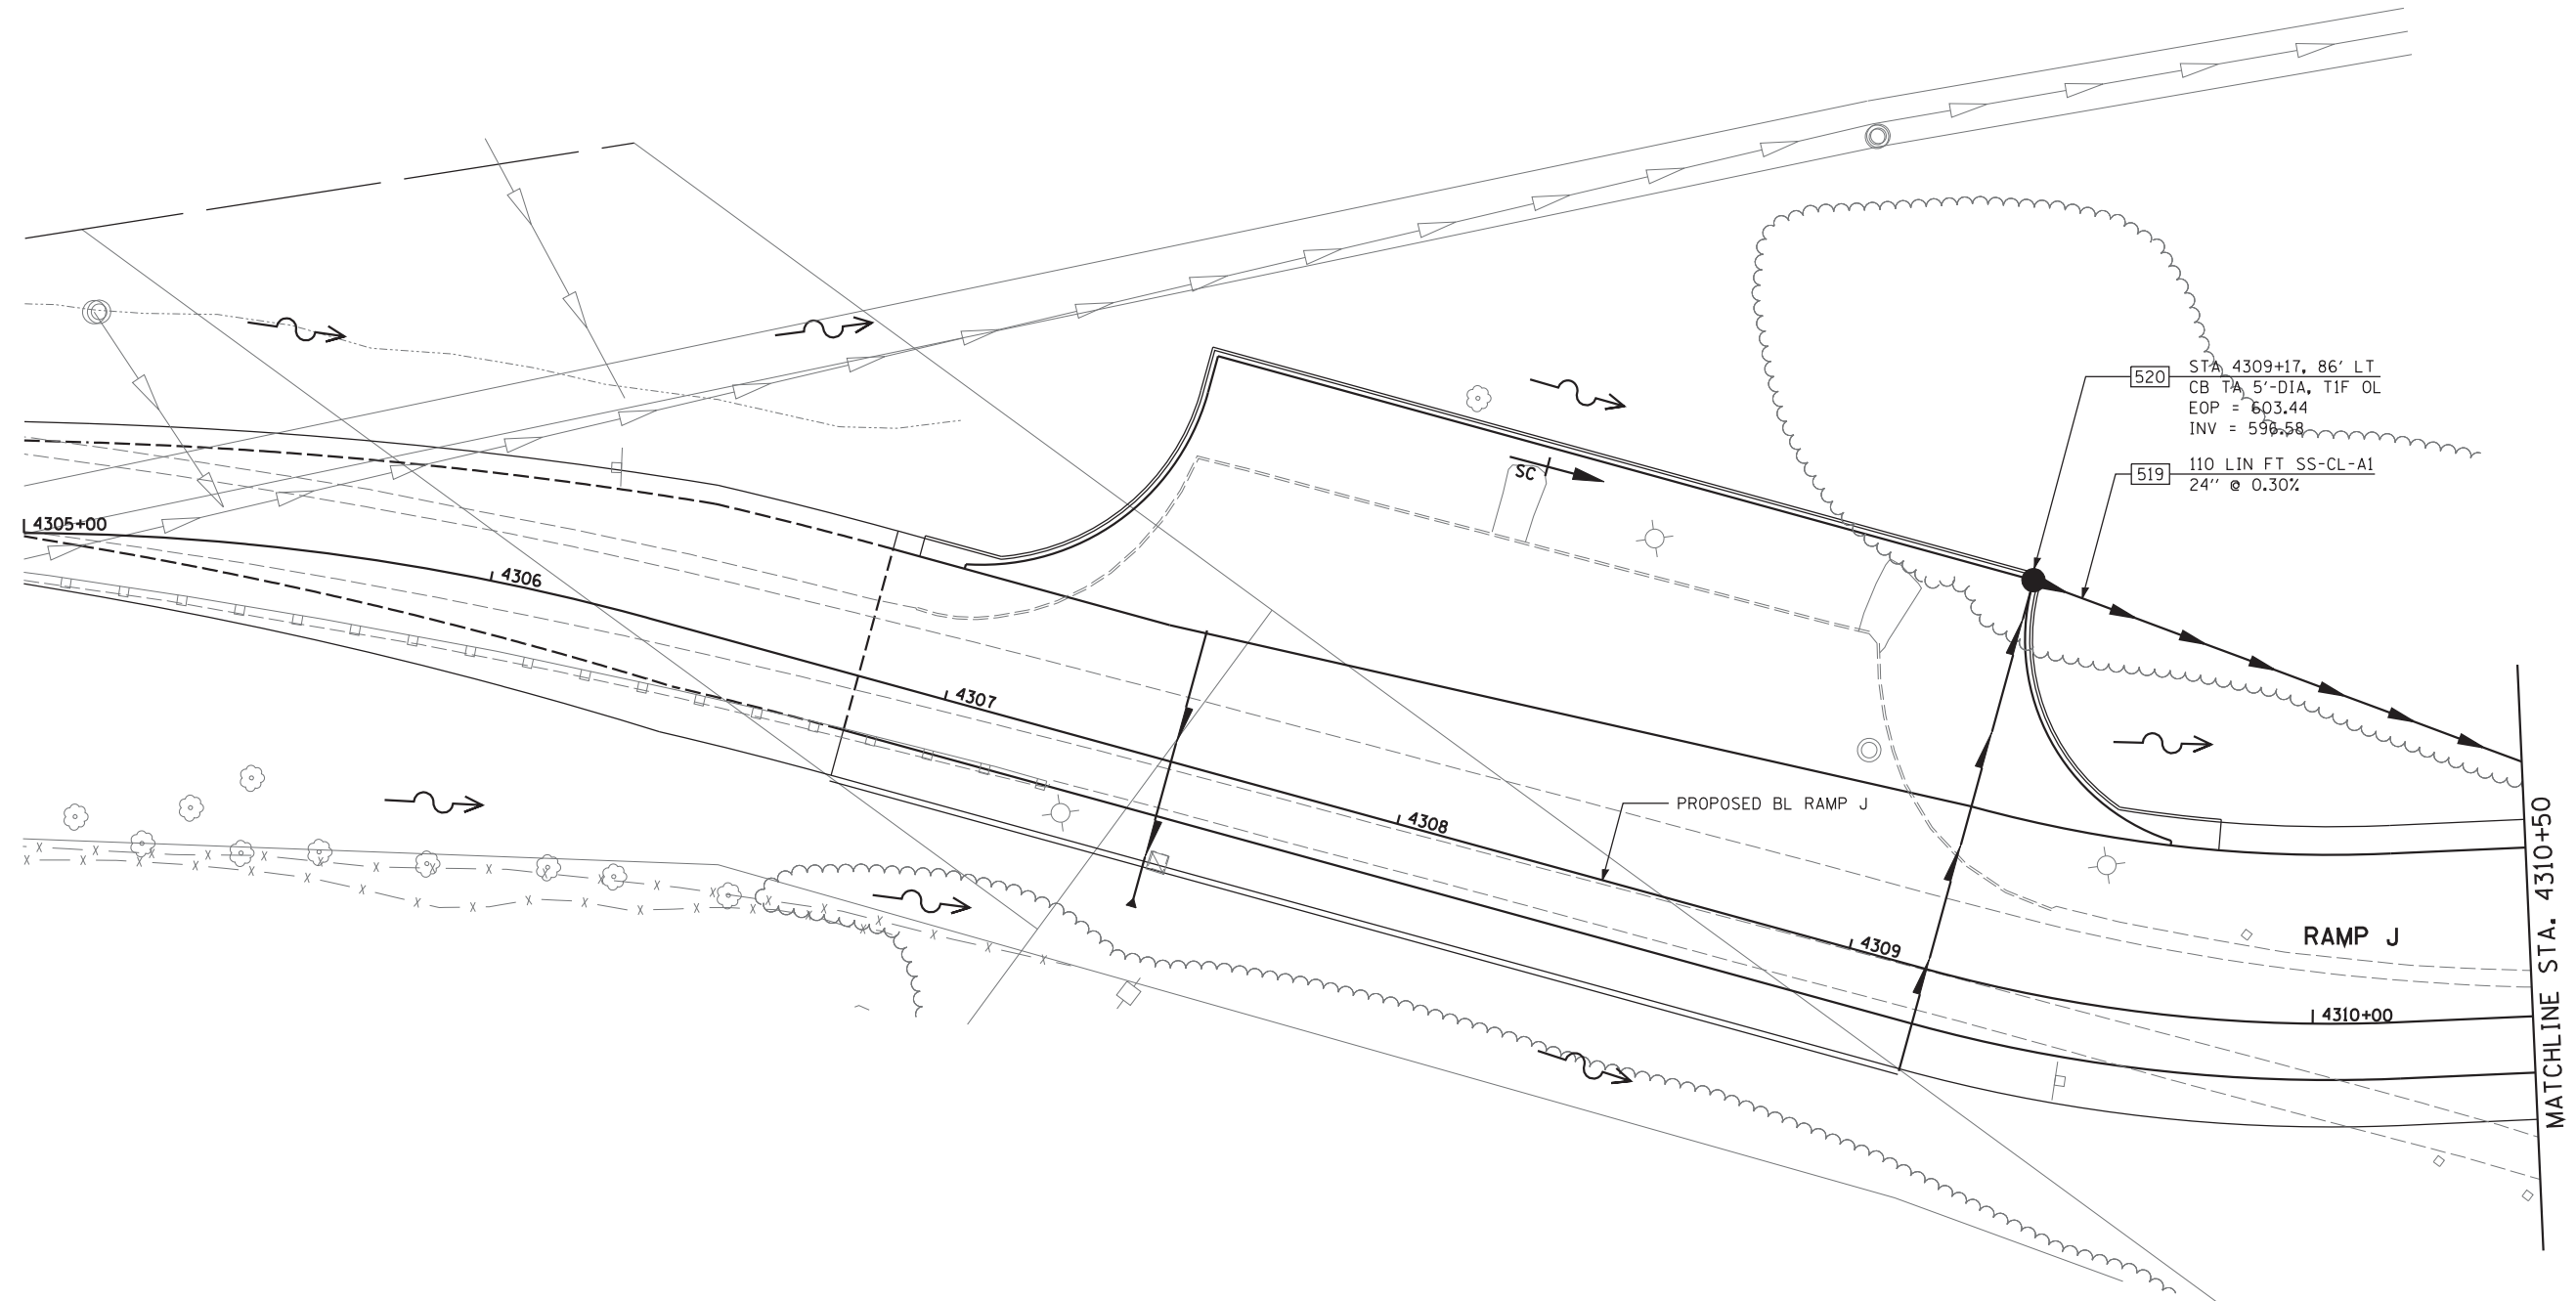 520
STA 4309+17, 86' LT
CB TA 5'-DIA, T1F OL
EOP = 603.44
INV = 596.58
519
110 LIN FT SS-CL-A1
24'' @ 0.30%
SC
4305+00
4306
4307
4308
PROPOSED BL RAMP J
4309
RAMP J
4310+00
MATCHLINE STA. 4310+50